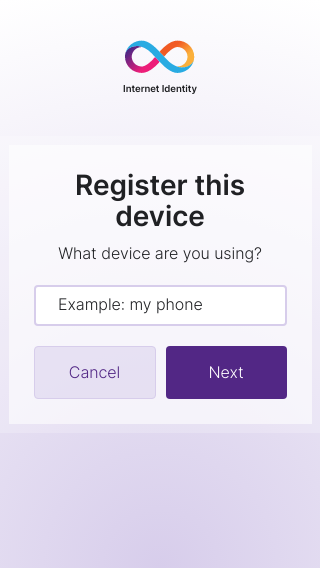 Internet Identity
Register this
device
What device are you using?
Example: my phone
Cancel
Next